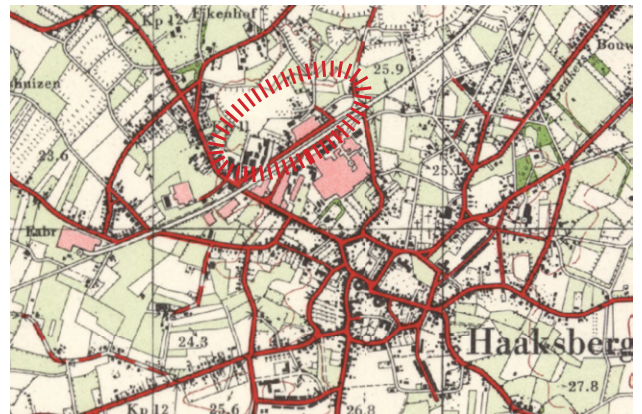 Kp 12
Eikenhof
25.9
Bouw
huizen
23.6
25.1
Fabr
24.3
Haaksberg
27.8
Kp 12
25.6
26.8